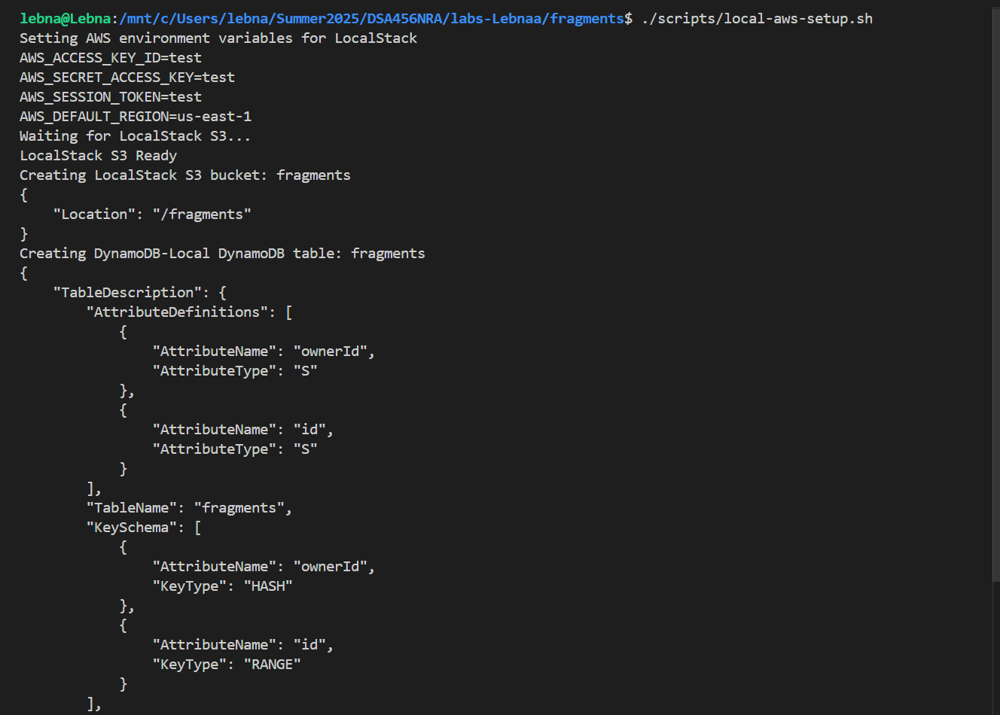 lebna@Lebna:/mnt/c/Users/lebna/Summer2025/DSA456NRA/labs-Lebnaa/fragments$ ./scripts/local-aws-setup.sh
Setting AWS environment variables for LocalStack
AWS_ACCESS_KEY_ID=test
AWS_SECRET_ACCESS_KEY=test
AWS_SESSION_TOKEN=test
AWS_DEFAULT_REGION=us-east-1
Waiting for LocalStack S3...
LocalStack S3 Ready
Creating LocalStack S3 bucket: fragments
{
    "Location": "/fragments"
}
Creating DynamoDB-Local DynamoDB table: fragments
{
    "TableDescription": {
        "AttributeDefinitions": [
            {
                "AttributeName": "ownerId",
                "AttributeType": "S"
            },
            {
                "AttributeName": "id",
                "AttributeType": "S"
            }
        ],
        "TableName": "fragments",
        "KeySchema": [
            {
                "AttributeName": "ownerId",
                "KeyType": "HASH"
            },
            {
                "AttributeName": "id",
                "KeyType": "RANGE"
            }
        ],